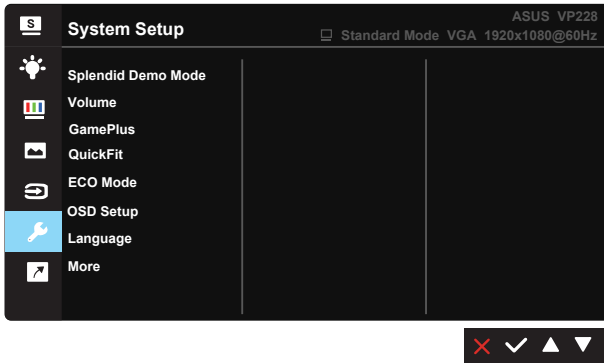 S
System Setup
ASUS VP228
Standard Mode VGA 1920x1080@60Hz
Splendid Demo Mode
Volume
GamePlus
QuickFit
ECO Mode
OSD Setup
Language
More